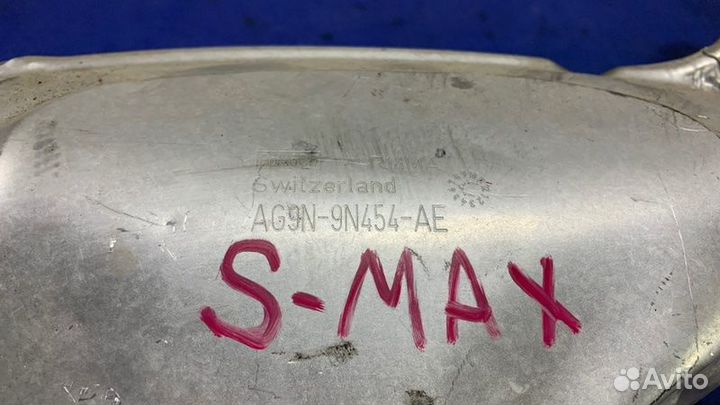 Switzerland
AG9N-9N454-AE
S-MAX
Avito